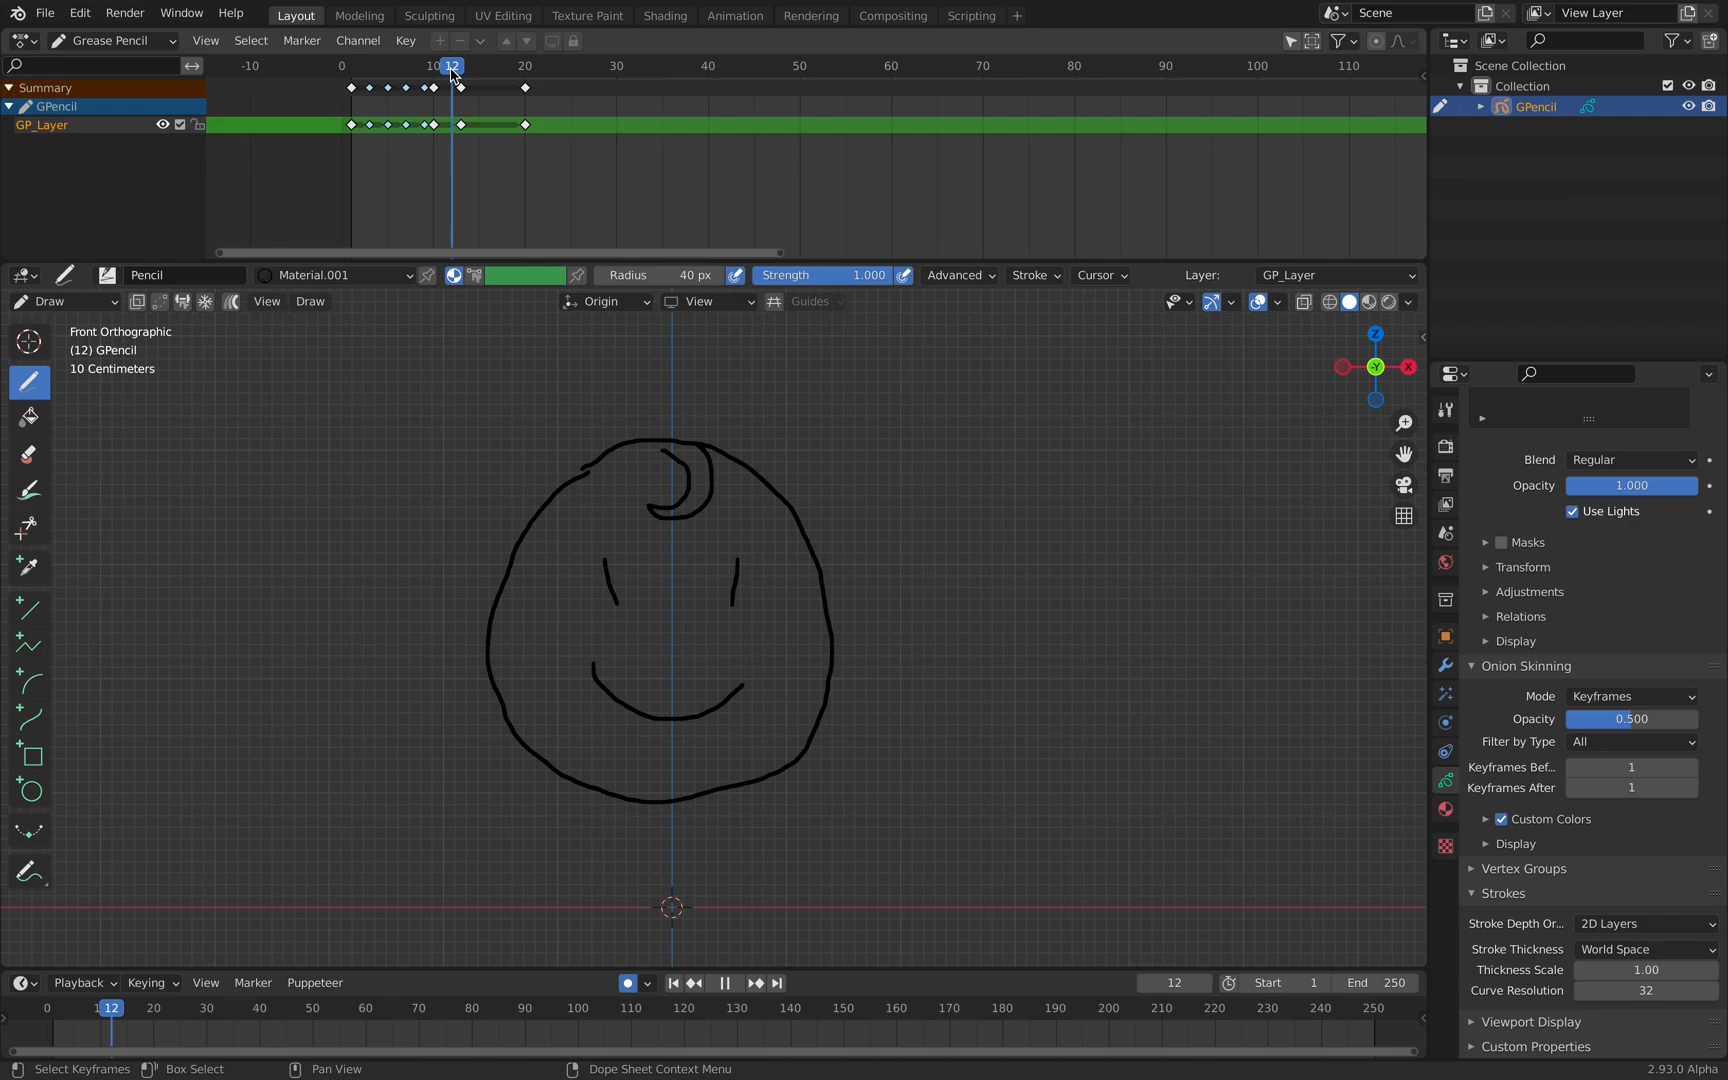 File Edit Render Window Help Layout Modeling Sculpting UV Editing Texture Paint Shading Animation Rendering Compositing Scripting + Scene View Layer
Grease Pencil View Select Marker Channel Key
-10 0 10 12 20 30 40 50 60 70 80 90 100 110
Summary
GPencil
GP_Layer
Scene Collection
Collection
GPencil
Pencil Material.001 Radius 40 px Strength 1.000 Advanced Stroke Cursor Layer: GP_Layer
Draw View Draw Origin View Guides
Front Orthographic
(12) GPencil
10 Centimeters
Z
-Y X
Blend Regular
Opacity 1.000
Use Lights
Masks
Transform
Adjustments
Relations
Display
Onion Skinning
Mode Keyframes
Opacity 0.500
Filter by Type All
Keyframes Bef... 1
Keyframes After 1
Custom Colors
Display
Vertex Groups
Strokes
Stroke Depth Or... 2D Layers
Stroke Thickness World Space
Thickness Scale 1.00
Curve Resolution 32
Viewport Display
Custom Properties
Playback Keying View Marker Puppeteer 12 Start 1 End 250
0 12 20 30 40 50 60 70 80 90 100 110 120 130 140 150 160 170 180 190 200 210 220 230 240 250
Select Keyframes Box Select Pan View Dope Sheet Context Menu 2.93.0 Alpha